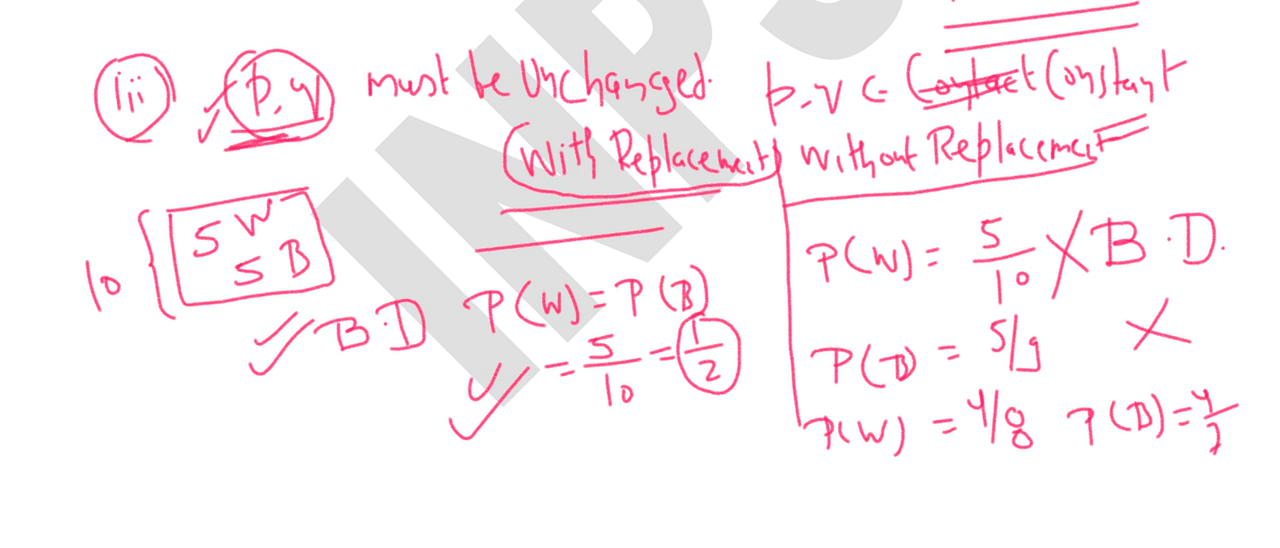 (iii) p, q must be Unchanged. p, q ∈ Constant
With Replacement | Without Replacement
10 { 5 W
5 B
B.D P(W) = P(B)
= 5/10 = 1/2
P(W) = 5/10 X B.D.
P(B) = 5/9 X
P(W) = 4/8 P(B) = 4/7
INPS